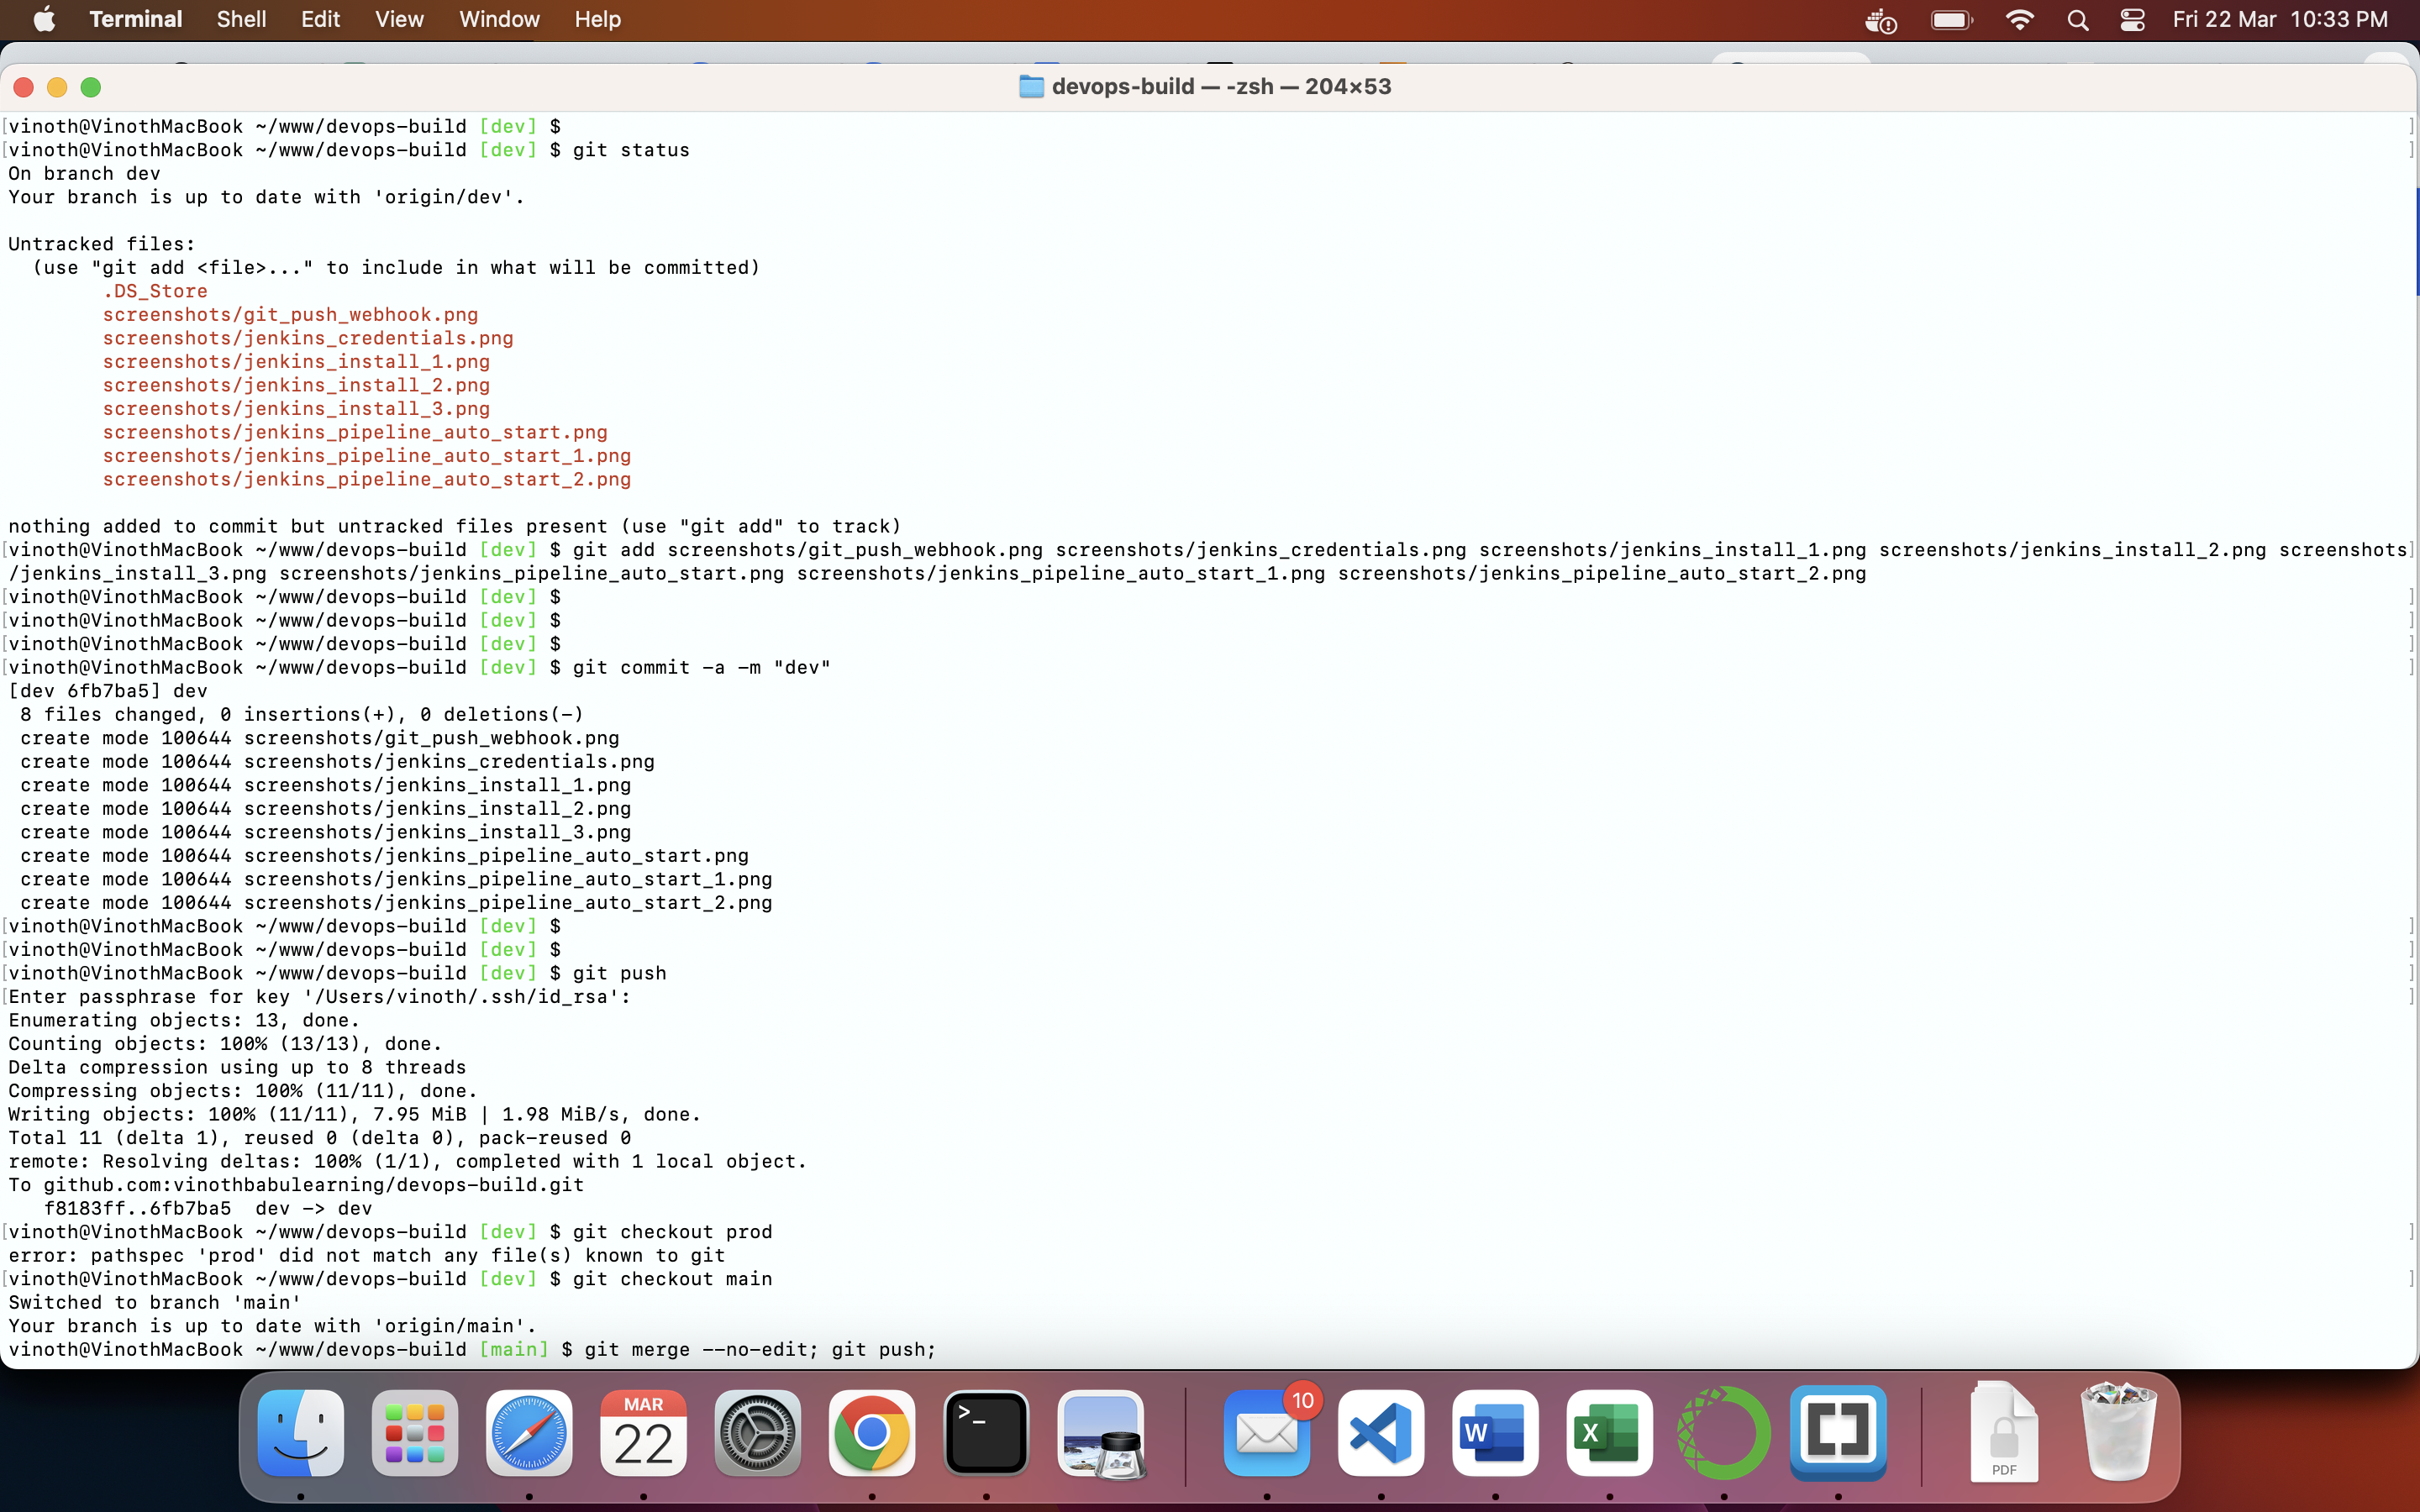 Terminal Shell Edit View Window Help Fri 22 Mar 10:33 PM
devops-build — -zsh — 204×53
[vinoth@VinothMacBook ~/www/devops-build [dev] $ ]
[vinoth@VinothMacBook ~/www/devops-build [dev] $ git status ]
On branch dev
Your branch is up to date with 'origin/dev'.
Untracked files:
(use "git add <file>..." to include in what will be committed)
.DS_Store
screenshots/git_push_webhook.png
screenshots/jenkins_credentials.png
screenshots/jenkins_install_1.png
screenshots/jenkins_install_2.png
screenshots/jenkins_install_3.png
screenshots/jenkins_pipeline_auto_start.png
screenshots/jenkins_pipeline_auto_start_1.png
screenshots/jenkins_pipeline_auto_start_2.png
nothing added to commit but untracked files present (use "git add" to track)
[vinoth@VinothMacBook ~/www/devops-build [dev] $ git add screenshots/git_push_webhook.png screenshots/jenkins_credentials.png screenshots/jenkins_install_1.png screenshots/jenkins_install_2.png screenshots]
/jenkins_install_3.png screenshots/jenkins_pipeline_auto_start.png screenshots/jenkins_pipeline_auto_start_1.png screenshots/jenkins_pipeline_auto_start_2.png
[vinoth@VinothMacBook ~/www/devops-build [dev] $ ]
[vinoth@VinothMacBook ~/www/devops-build [dev] $ ]
[vinoth@VinothMacBook ~/www/devops-build [dev] $ ]
[vinoth@VinothMacBook ~/www/devops-build [dev] $ git commit -a -m "dev" ]
[dev 6fb7ba5] dev
8 files changed, 0 insertions(+), 0 deletions(-)
create mode 100644 screenshots/git_push_webhook.png
create mode 100644 screenshots/jenkins_credentials.png
create mode 100644 screenshots/jenkins_install_1.png
create mode 100644 screenshots/jenkins_install_2.png
create mode 100644 screenshots/jenkins_install_3.png
create mode 100644 screenshots/jenkins_pipeline_auto_start.png
create mode 100644 screenshots/jenkins_pipeline_auto_start_1.png
create mode 100644 screenshots/jenkins_pipeline_auto_start_2.png
[vinoth@VinothMacBook ~/www/devops-build [dev] $ ]
[vinoth@VinothMacBook ~/www/devops-build [dev] $ ]
[vinoth@VinothMacBook ~/www/devops-build [dev] $ git push ]
[Enter passphrase for key '/Users/vinoth/.ssh/id_rsa': ]
Enumerating objects: 13, done.
Counting objects: 100% (13/13), done.
Delta compression using up to 8 threads
Compressing objects: 100% (11/11), done.
Writing objects: 100% (11/11), 7.95 MiB | 1.98 MiB/s, done.
Total 11 (delta 1), reused 0 (delta 0), pack-reused 0
remote: Resolving deltas: 100% (1/1), completed with 1 local object.
To github.com:vinothbabulearning/devops-build.git
f8183ff..6fb7ba5 dev -> dev
[vinoth@VinothMacBook ~/www/devops-build [dev] $ git checkout prod ]
error: pathspec 'prod' did not match any file(s) known to git
[vinoth@VinothMacBook ~/www/devops-build [dev] $ git checkout main ]
Switched to branch 'main'
Your branch is up to date with 'origin/main'.
vinoth@VinothMacBook ~/www/devops-build [main] $ git merge --no-edit; git push;
MAR
22
>_
10
W
X
PDF